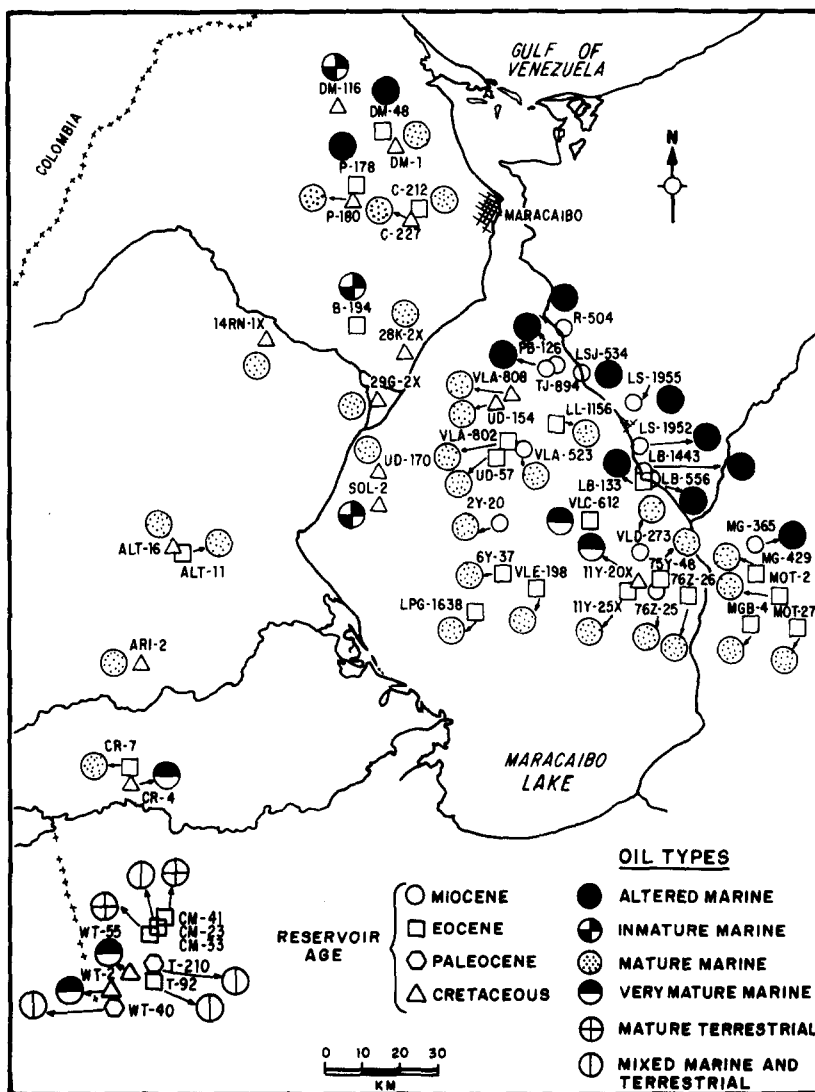 GULF OF
VENEZUELA
COLOMBIA
DM-116
DM-48
DM-1
P-178
P-180
C-212
C-227
MARACAIBO
N
B-194
14RN-1X
28K-2X
29G-2X
R-504
PB-126
TJ-894
LSJ-534
VLA-808
UD-154
LS-1955
LL-1156
LS-1952
VLA-802
VLA-523
LB-1443
UD-170
UD-57
LB-133
LB-556
SOL-2
2Y-20
VLC-612
VLD-273
MG-365
MG-429
ALT-16
ALT-11
6Y-37
VLE-198
11Y-20X
75Y-48
76Z-26
MOT-2
LPG-1638
11Y-25X
76Z-25
MGB-4
MOT-27
ARI-2
CR-7
CR-4
MARACAIBO
LAKE
WT-55
CM-41
CM-23
CM-33
WT-2
T-210
T-92
WT-40
RESERVOIR
AGE
MIOCENE
EOCENE
PALEOCENE
CRETACEOUS
OIL TYPES
ALTERED MARINE
INMATURE MARINE
MATURE MARINE
VERY MATURE MARINE
MATURE TERRESTRIAL
MIXED MARINE AND
TERRESTRIAL
0 10 20 30
KM